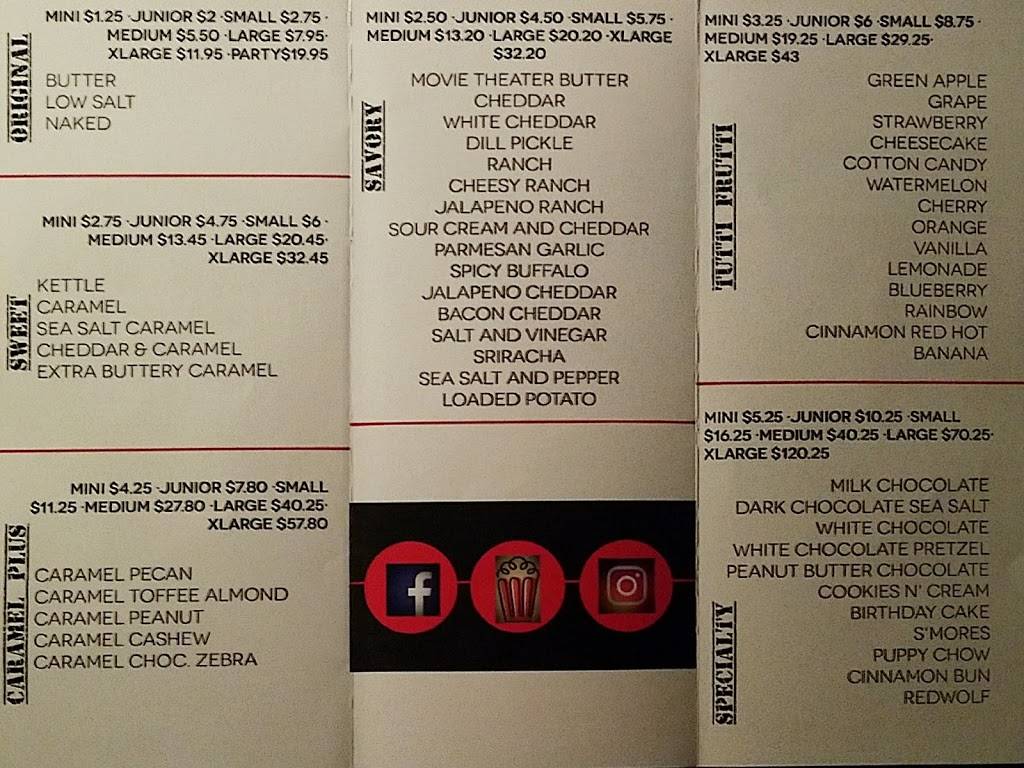 MINI $1.25 ·JUNIOR $2 ·SMALL $2.75 ·
MEDIUM $5.50 ·LARGE $7.95·
XLARGE $11.95 ·PARTY$19.95
ORIGINAL
BUTTER
LOW SALT
NAKED
MINI $2.75 ·JUNIOR $4.75 ·SMALL $6 ·
MEDIUM $13.45 ·LARGE $20.45·
XLARGE $32.45
SWEET
KETTLE
CARAMEL
SEA SALT CARAMEL
CHEDDAR & CARAMEL
EXTRA BUTTERY CARAMEL
MINI $4.25 ·JUNIOR $7.80 ·SMALL
$11.25 ·MEDIUM $27.80 ·LARGE $40.25·
XLARGE $57.80
CARAMEL PLUS
CARAMEL PECAN
CARAMEL TOFFEE ALMOND
CARAMEL PEANUT
CARAMEL CASHEW
CARAMEL CHOC. ZEBRA
MINI $2.50 ·JUNIOR $4.50 ·SMALL $5.75 ·
MEDIUM $13.20 ·LARGE $20.20 ·XLARGE
$32.20
SAVORY
MOVIE THEATER BUTTER
CHEDDAR
WHITE CHEDDAR
DILL PICKLE
RANCH
CHEESY RANCH
JALAPENO RANCH
SOUR CREAM AND CHEDDAR
PARMESAN GARLIC
SPICY BUFFALO
JALAPENO CHEDDAR
BACON CHEDDAR
SALT AND VINEGAR
SRIRACHA
SEA SALT AND PEPPER
LOADED POTATO
f
MINI $3.25 ·JUNIOR $6 ·SMALL $8.75 ·
MEDIUM $19.25 ·LARGE $29.25·
XLARGE $43
TUTTI FRUTTI
GREEN APPLE
GRAPE
STRAWBERRY
CHEESECAKE
COTTON CANDY
WATERMELON
CHERRY
ORANGE
VANILLA
LEMONADE
BLUEBERRY
RAINBOW
CINNAMON RED HOT
BANANA
MINI $5.25 ·JUNIOR $10.25 ·SMALL
$16.25 ·MEDIUM $40.25 ·LARGE $70.25·
XLARGE $120.25
SPECIALTY
MILK CHOCOLATE
DARK CHOCOLATE SEA SALT
WHITE CHOCOLATE
WHITE CHOCOLATE PRETZEL
PEANUT BUTTER CHOCOLATE
COOKIES N' CREAM
BIRTHDAY CAKE
S'MORES
PUPPY CHOW
CINNAMON BUN
REDWOLF